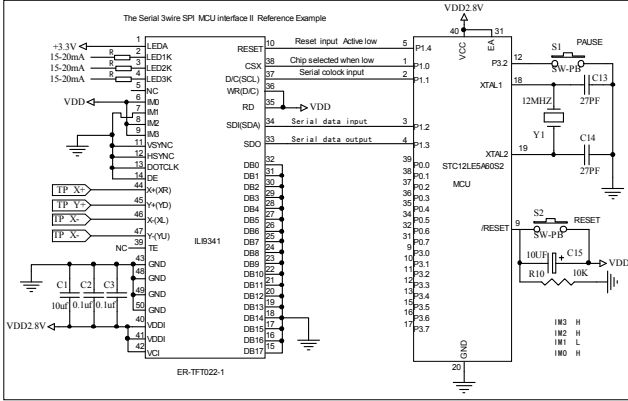 The Serial 3wire SPI MCU interface II Reference Example
VDD2.8V
+3.3V 1 LEDA
15-20mA R 2 LED1K
15-20mA R 3 LED2K
15-20mA R 4 LED3K
5 NC
VDD 6 IM0
7 IM1
8 IM2
9 IM3
11 VSYNC
12 HSYNC
13 DOTCLK
14 DE
TP X+ 44 X+(XR)
TP Y+ 45 Y+(YD)
TP X- 46 X-(XL)
TP X- 47 Y-(YU)
NC 39 TE
43 GND
48 GND
49 GND
50 GND
40 VDDI
41 VDDI
42 VCI
C1 C2 C3
10uf 0.1uf 0.1uf
VDD2.8V
ILI9341
ER-TFT022-1
RESET 10 Reset input Active low 5 P1.4
CSX 38 Chip selected when low 1 P1.0
D/C(SCL) 37 Serial colock input 2 P1.1
WR(D/C) 36
RD 35 VDD
SDI(SDA) 34 Serial data input 3 P1.2
SDO 33 Serial data output 4 P1.3
DB0 32
DB1 31
DB2 30
DB3 29
DB4 28
DB5 27
DB6 26
DB7 25
DB8 24
DB9 23
DB10 22
DB11 21
DB12 20
DB13 19
DB14 18
DB15 17
DB16 16
DB17 15
39 P0.0
38 P0.1
37 P0.2
36 P0.3
35 P0.4
34 P0.5
32 P0.6
31 P0.7
9 P3.0
10 P3.1
11 P3.2
12 P3.3
13 P3.4
14 P3.5
15 P3.6
16
17 P3.7
40 VCC
31 EA
STC12LE5A60S2
MCU
GND
20
P3.2 12
S1 PAUSE
SW-PB
XTAL1 18
C13
27PF
12MHZ
Y1
XTAL2 19
C14
27PF
/RESET 9
S2 RESET
SW-PB
10UF + C15
VDD
R10 10K
IM3 H
IM2 H
IM1 L
IM0 H